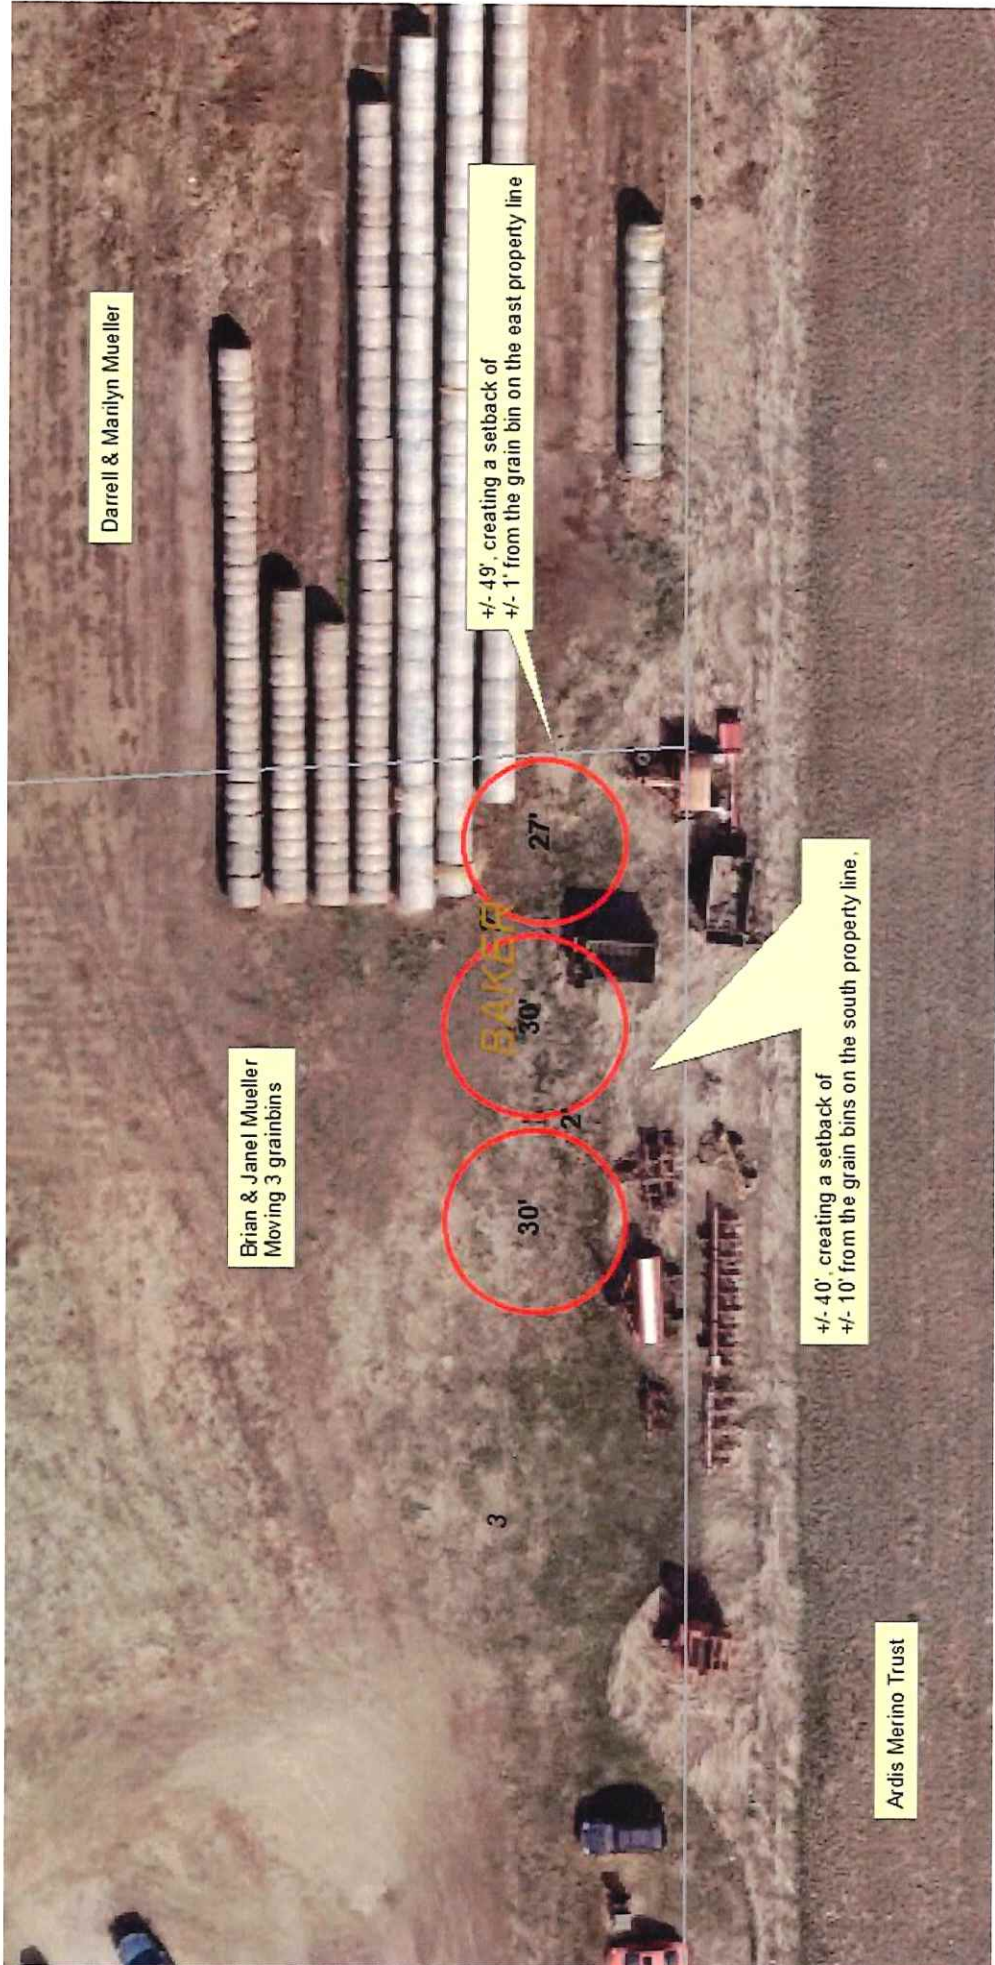 Darrell & Marilyn Mueller
+/- 49', creating a setback of
+/- 1' from the grain bin on the east property line
Brian & Janel Mueller
Moving 3 grainbins
BAKER
27'
30'
2'
30'
3
+/- 40', creating a setback of
+/- 10' from the grain bins on the south property line,
Ardis Merino Trust